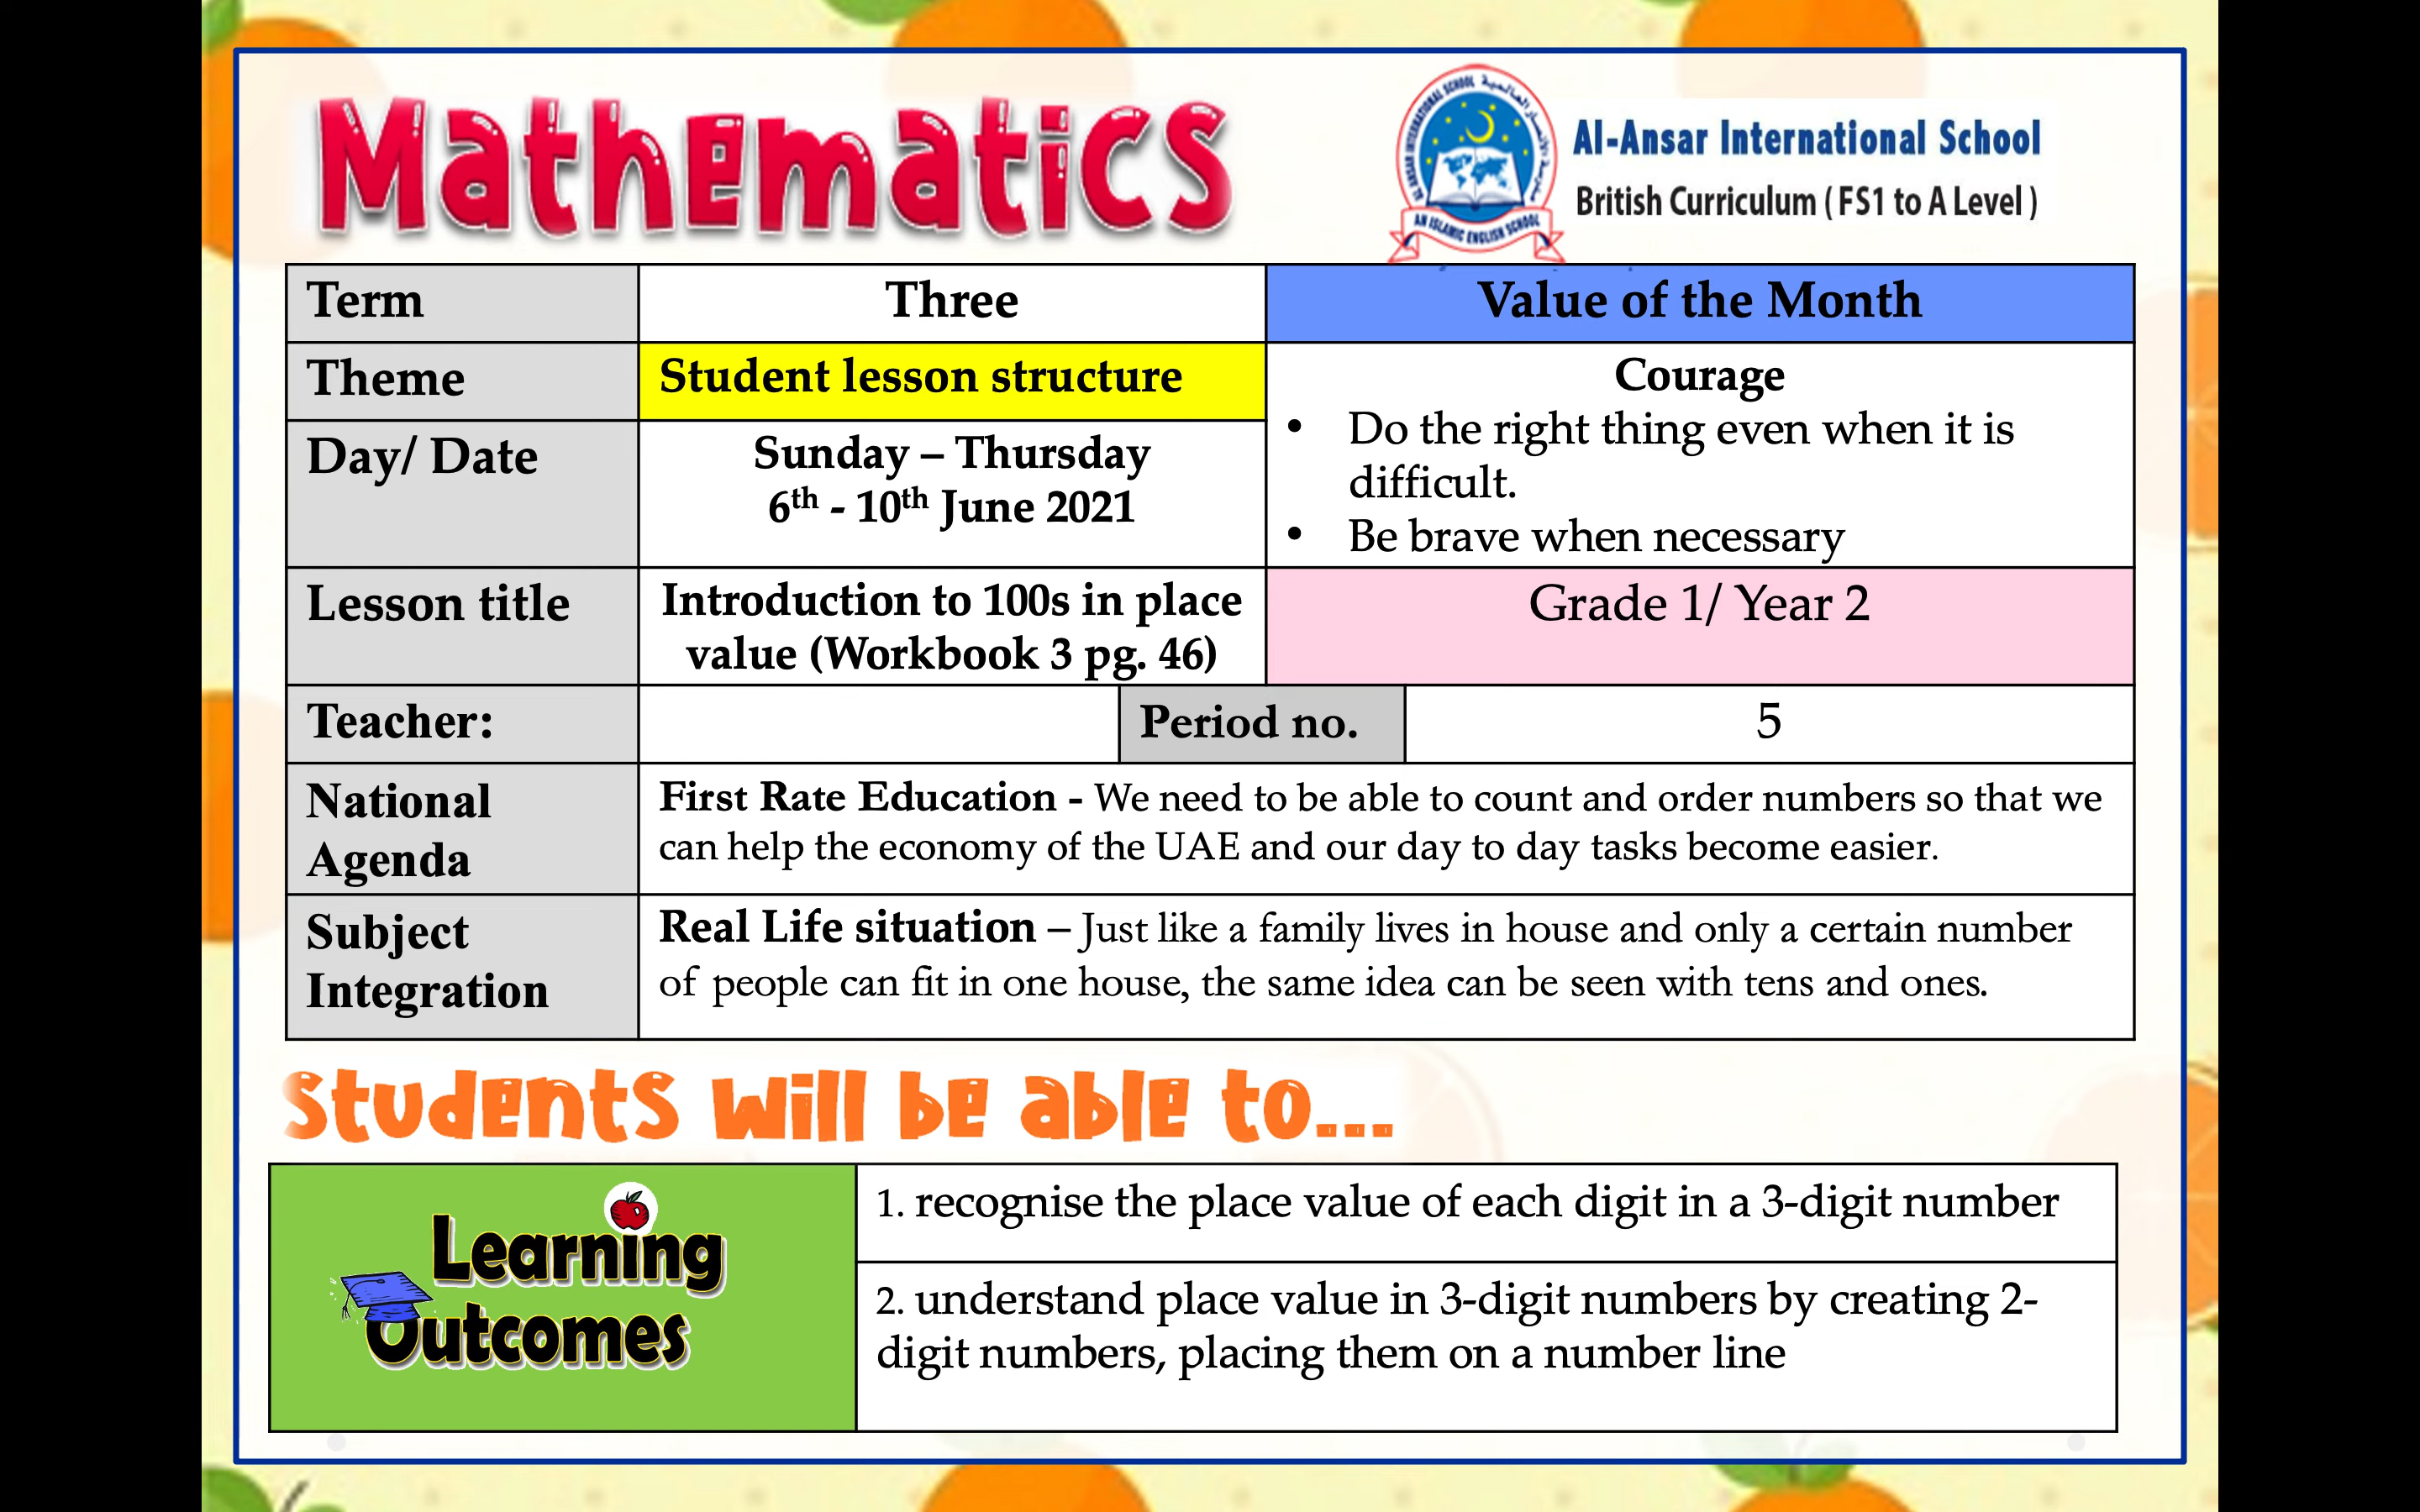 Mathematics
AL-ANSAR INTERNATIONAL SCHOOL
AN ISLAMIC ENGLISH SCHOOL
Al-Ansar International School
British Curriculum ( FS1 to A Level )
Term
Three
Value of the Month
Theme
Student lesson structure
Courage
• Do the right thing even when it is
difficult.
• Be brave when necessary
Day/ Date
Sunday – Thursday
6th - 10th June 2021
Lesson title
Introduction to 100s in place
value (Workbook 3 pg. 46)
Grade 1/ Year 2
Teacher:
Period no.
5
National
Agenda
First Rate Education - We need to be able to count and order numbers so that we
can help the economy of the UAE and our day to day tasks become easier.
Subject
Integration
Real Life situation – Just like a family lives in house and only a certain number
of people can fit in one house, the same idea can be seen with tens and ones.
Students will be able to...
Learning
Outcomes
1. recognise the place value of each digit in a 3-digit number
2. understand place value in 3-digit numbers by creating 2-
digit numbers, placing them on a number line